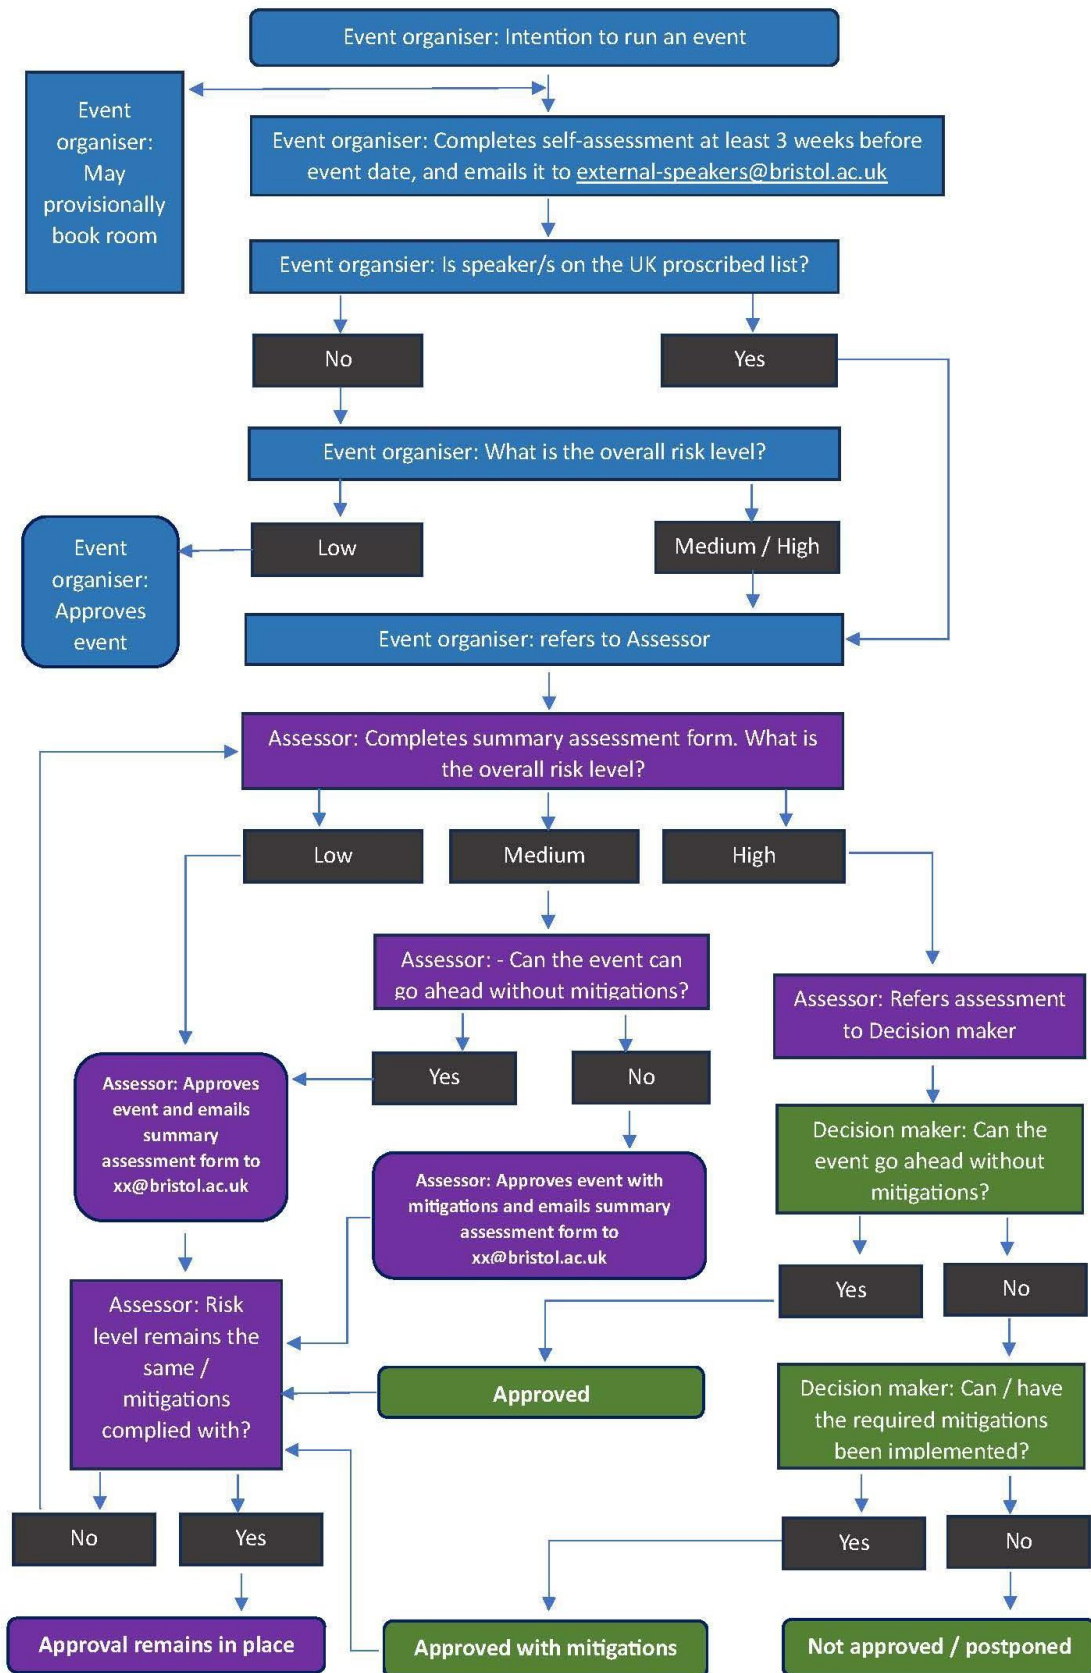 Event organiser: Intention to run an event
Event
organiser:
May
provisionally
book room
Event organiser: Completes self-assessment at least 3 weeks before
event date, and emails it to external-speakers@bristol.ac.uk
Event organsier: Is speaker/s on the UK proscribed list?
No
Yes
Event organiser: What is the overall risk level?
Event
organiser:
Approves
event
Low
Medium / High
Event organiser: refers to Assessor
Assessor: Completes summary assessment form. What is
the overall risk level?
Low
Medium
High
Assessor: - Can the event can
go ahead without mitigations?
Assessor: Refers assessment
to Decision maker
Yes
No
Assessor: Approves
event and emails
summary
assessment form to
xx@bristol.ac.uk
Decision maker: Can the
event go ahead without
mitigations?
Assessor: Approves event with
mitigations and emails summary
assessment form to
xx@bristol.ac.uk
Yes
No
Assessor: Risk
level remains the
same /
mitigations
complied with?
Approved
Decision maker: Can / have
the required mitigations
been implemented?
No
Yes
Yes
No
Approval remains in place
Approved with mitigations
Not approved / postponed